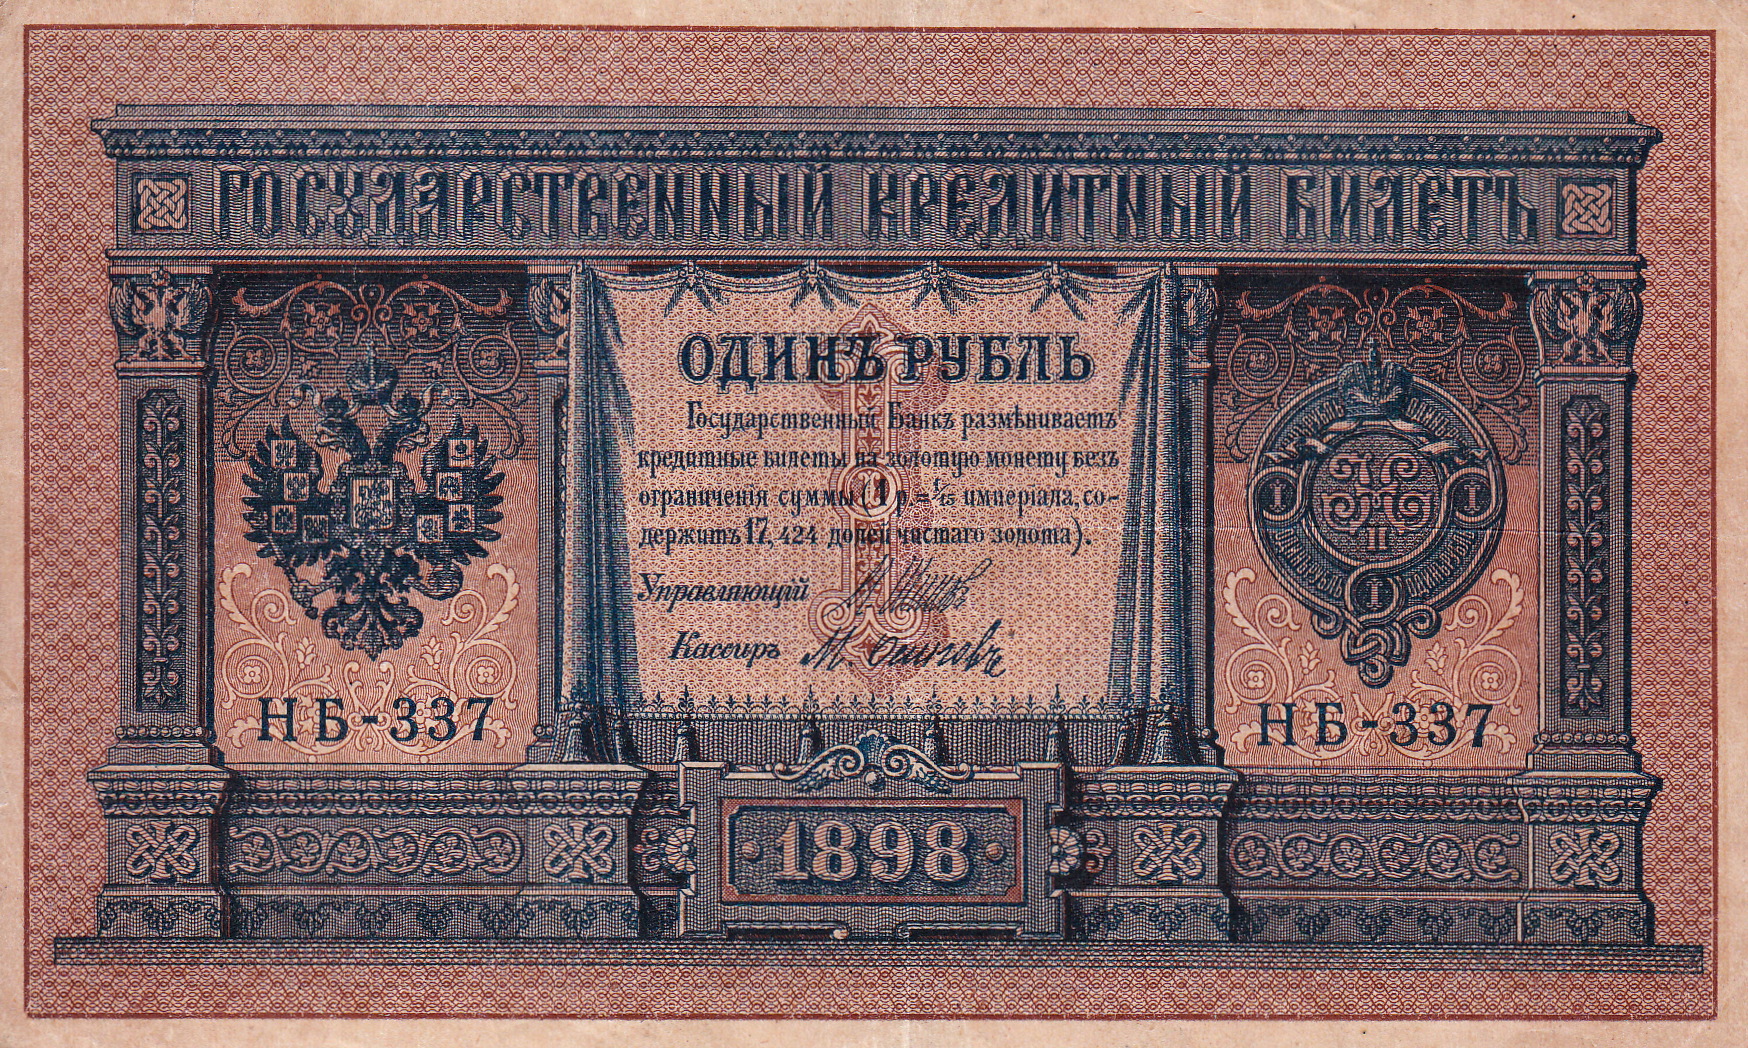 ГОСУДАРСТВЕННЫЙ КРЕДИТНЫЙ БИЛЕТЪ
ОДИНЪ РУБЛЬ
Государственный Банкъ размѣниваетъ
кредитные билеты на золотую монету безъ
ограниченія суммы (1 р = 1/15 имперіала, со-
держитъ 17,424 долей чистаго золота).
Управляющій
Кассиръ М. Осиповъ
НБ-337
НБ-337
1898